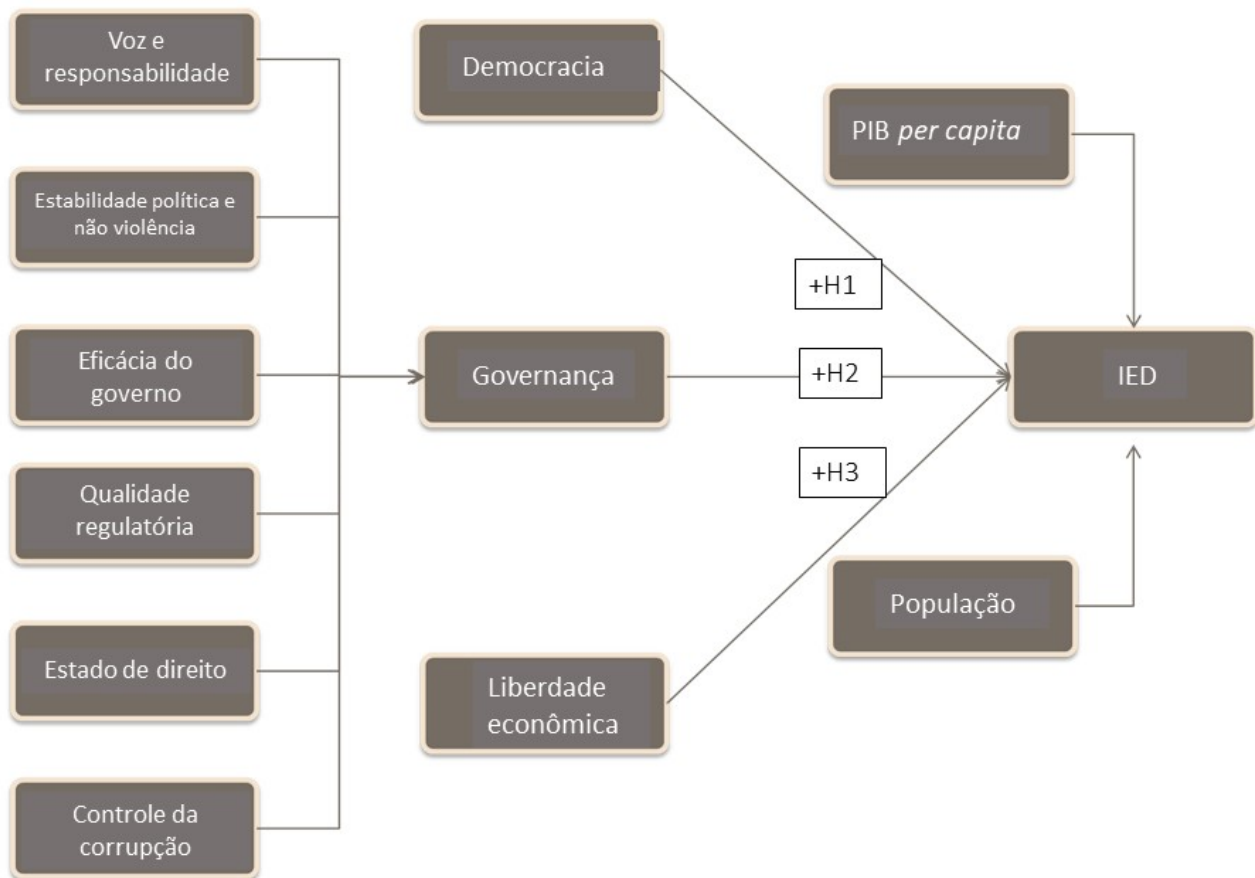 Voz e
responsabilidade
Estabilidade política e
não violência
Eficácia do
governo
Qualidade
regulatória
Estado de direito
Controle da
corrupção
Democracia
Governança
Liberdade
econômica
+H1
+H2
+H3
PIB per capita
IED
População